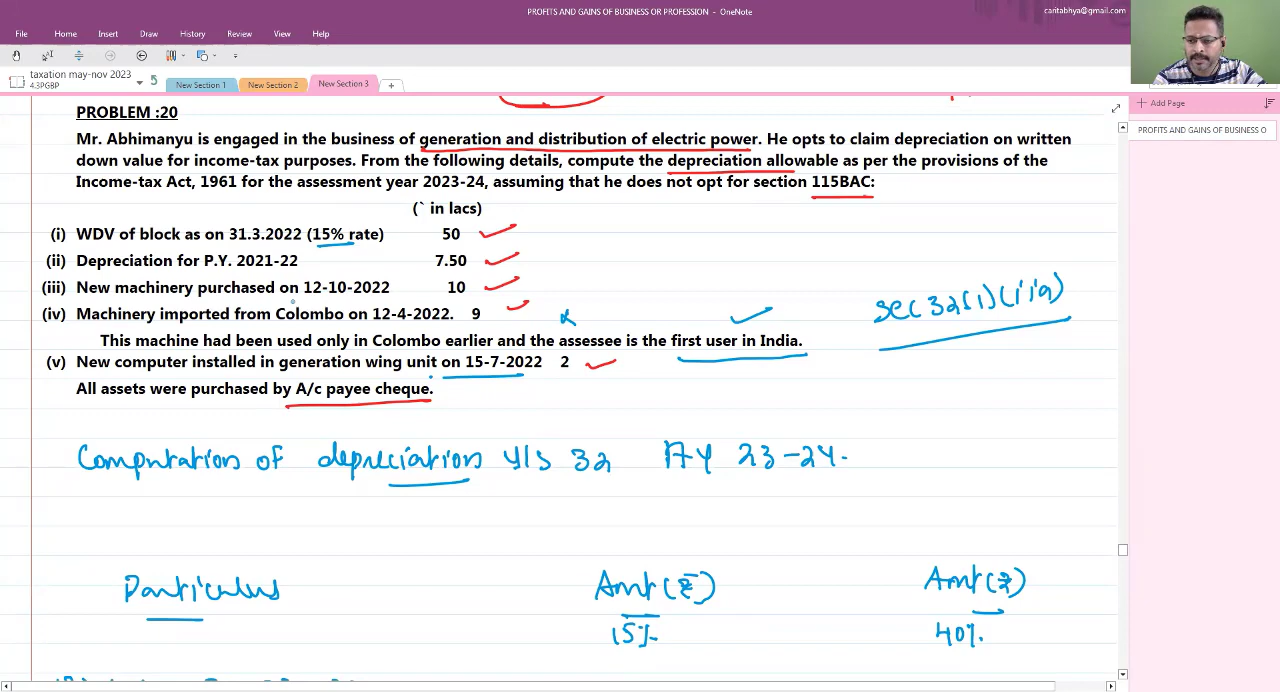 PROFITS AND GAINS OF BUSINESS OR PROFESSION - OneNote
caritabhya@gmail.com
File Home Insert Draw History Review View Help
taxation may-nov 2023
4.3PGBP
5
New Section 1 New Section 2 New Section 3 +
Add Page
PROFITS AND GAINS OF BUSINESS O
PROBLEM :20
Mr. Abhimanyu is engaged in the business of generation and distribution of electric power. He opts to claim depreciation on written
down value for income-tax purposes. From the following details, compute the depreciation allowable as per the provisions of the
Income-tax Act, 1961 for the assessment year 2023-24, assuming that he does not opt for section 115BAC:
(` in lacs)
(i) WDV of block as on 31.3.2022 (15% rate) 50
(ii) Depreciation for P.Y. 2021-22 7.50
(iii) New machinery purchased on 12-10-2022 10
(iv) Machinery imported from Colombo on 12-4-2022. 9
This machine had been used only in Colombo earlier and the assessee is the first user in India.
(v) New computer installed in generation wing unit on 15-7-2022 2
All assets were purchased by A/c payee cheque.
Sec 32(1)(iia)
Computation of depreciation u/s 32 AY 23-24.
Particulars Amt(₹) Amt(₹)
15% 40%